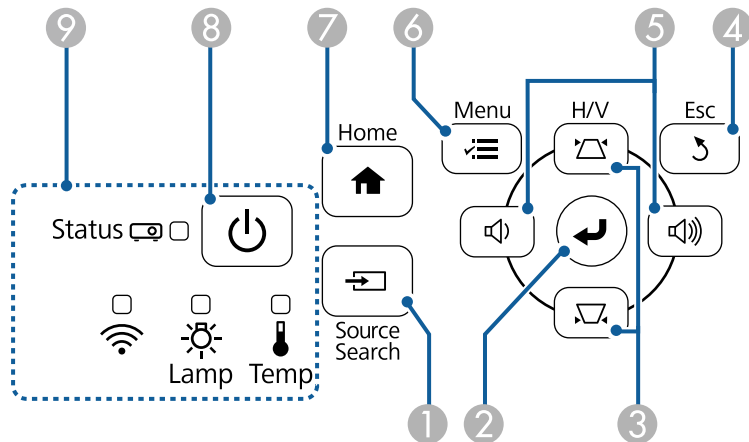 9 8 7 6 5 4
Menu H/V Esc
Home
Status
Source
Search
Lamp Temp
1 2 3